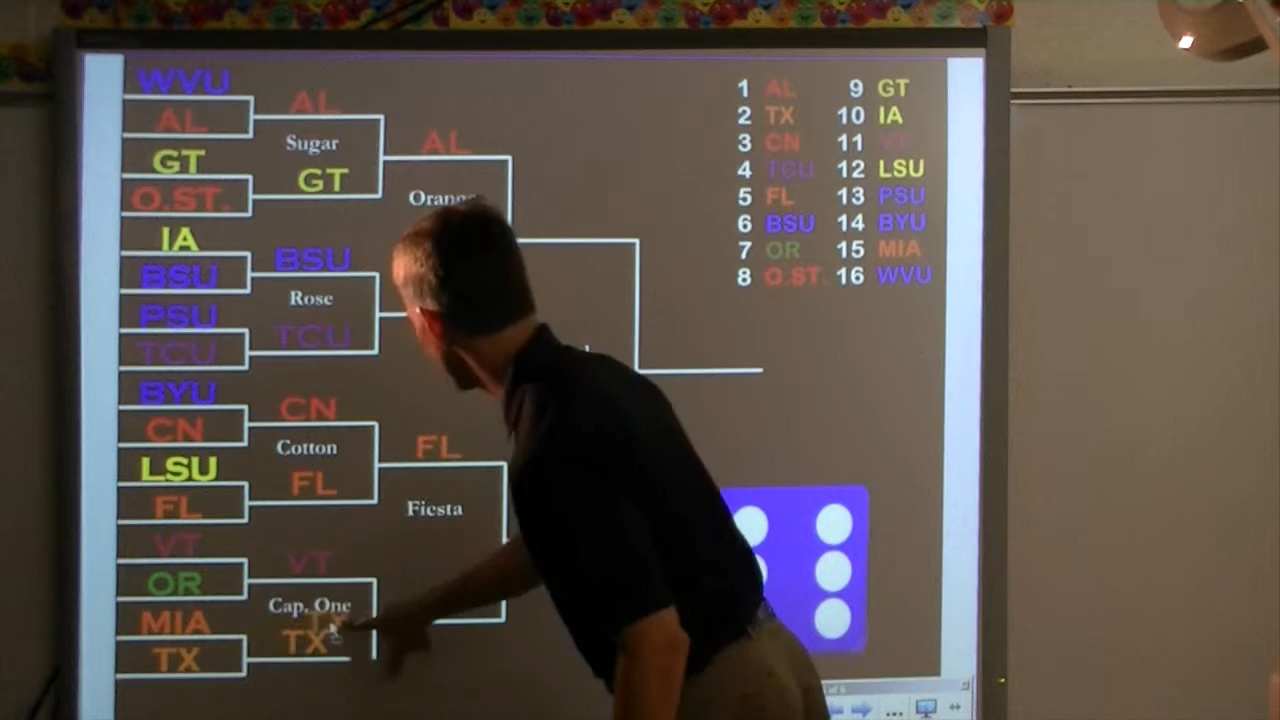 WVU
AL
GT
O.ST.
IA
BSU
PSU
TCU
BYU
CN
LSU
FL
VT
OR
MIA
TX
AL
Sugar
GT
BSU
Rose
TCU
CN
Cotton
FL
VT
Cap. One
TX
TX
AL
FL
Fiesta
1 AL 9 GT
2 TX 10 IA
3 CN 11 VT
4 TCU 12 LSU
5 FL 13 PSU
6 BSU 14 BYU
7 OR 15 MIA
8 O.ST. 16 WVU